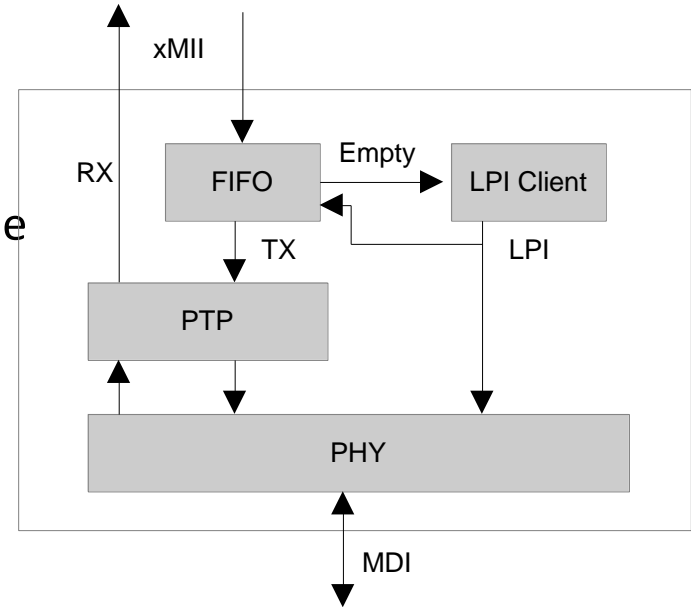 xMII
Empty
RX
FIFO
LPI Client
e
TX
LPI
PTP
PHY
MDI